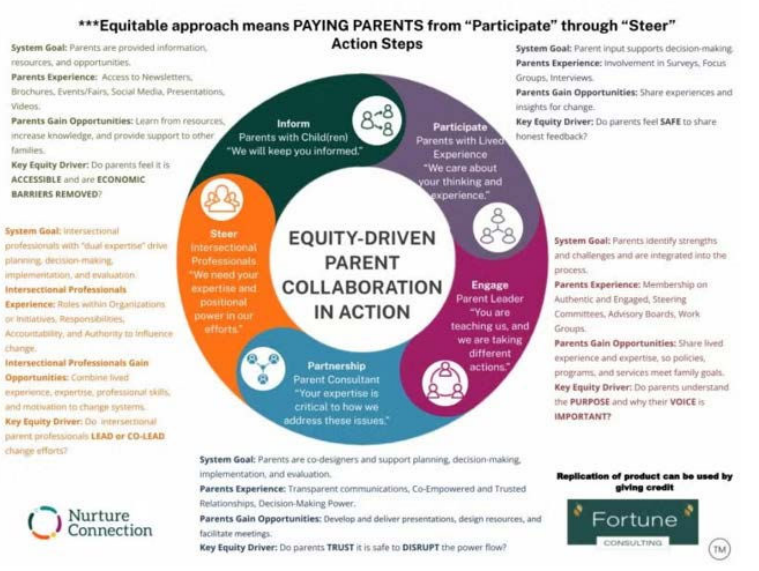 ***Equitable approach means PAYING PARENTS from “Participate” through “Steer”
Action Steps
System Goal: Parents are provided information,
resources, and opportunities.
Parents Experience: Access to Newsletters,
Brochures, Events/Fairs, Social Media, Presentations,
Videos.
Parents Gain Opportunities: Learn from resources,
increase knowledge, and provide support to other
families.
Key Equity Driver: Do parents feel it is
ACCESSIBLE and are ECONOMIC
BARRIERS REMOVED?
System Goal: Parent input supports decision-making.
Parents Experience: Involvement in Surveys, Focus
Groups, Interviews.
Parents Gain Opportunities: Share experiences and
insights for change.
Key Equity Driver: Do parents feel SAFE to share
honest feedback?
Inform
Parents with Child(ren)
“We will keep you informed.”
Participate
Parents with Lived
Experience
“We care about
your thinking and
experience.”
Steer
Intersectional
Professionals
“We need your
expertise and
positional
power in our
efforts.”
EQUITY-DRIVEN
PARENT
COLLABORATION
IN ACTION
Engage
Parent Leader
“You are
teaching us, and
we are taking
different
actions.”
Partnership
Parent Consultant
“Your expertise is
critical to how we
address these issues.”
System Goal: Intersectional
professionals with “dual expertise” drive
planning, decision-making,
implementation, and evaluation.
Intersectional Professionals
Experience: Roles within Organizations
or Initiatives, Responsibilities,
Accountability, and Authority to Influence
change.
Intersectional Professionals Gain
Opportunities: Combine lived
experience, expertise, professional skills,
and motivation to change systems.
Key Equity Driver: Do intersectional
parent professionals LEAD or CO-LEAD
change efforts?
System Goal: Parents identify strengths
and challenges and are integrated into the
process.
Parents Experience: Membership on
Authentic and Engaged, Steering
Committees, Advisory Boards, Work
Groups.
Parents Gain Opportunities: Share lived
experience and expertise, so policies,
programs, and services meet family goals.
Key Equity Driver: Do parents understand
the PURPOSE and why their VOICE is
IMPORTANT?
System Goal: Parents are co-designers and support planning, decision-making,
implementation, and evaluation.
Parents Experience: Transparent communications, Co-Empowered and Trusted
Relationships, Decision-Making Power.
Parents Gain Opportunities: Develop and deliver presentations, design resources, and
facilitate meetings.
Key Equity Driver: Do parents TRUST it is safe to DISRUPT the power flow?
Replication of product can be used by
giving credit
Nurture
Connection
Fortune
CONSULTING
TM